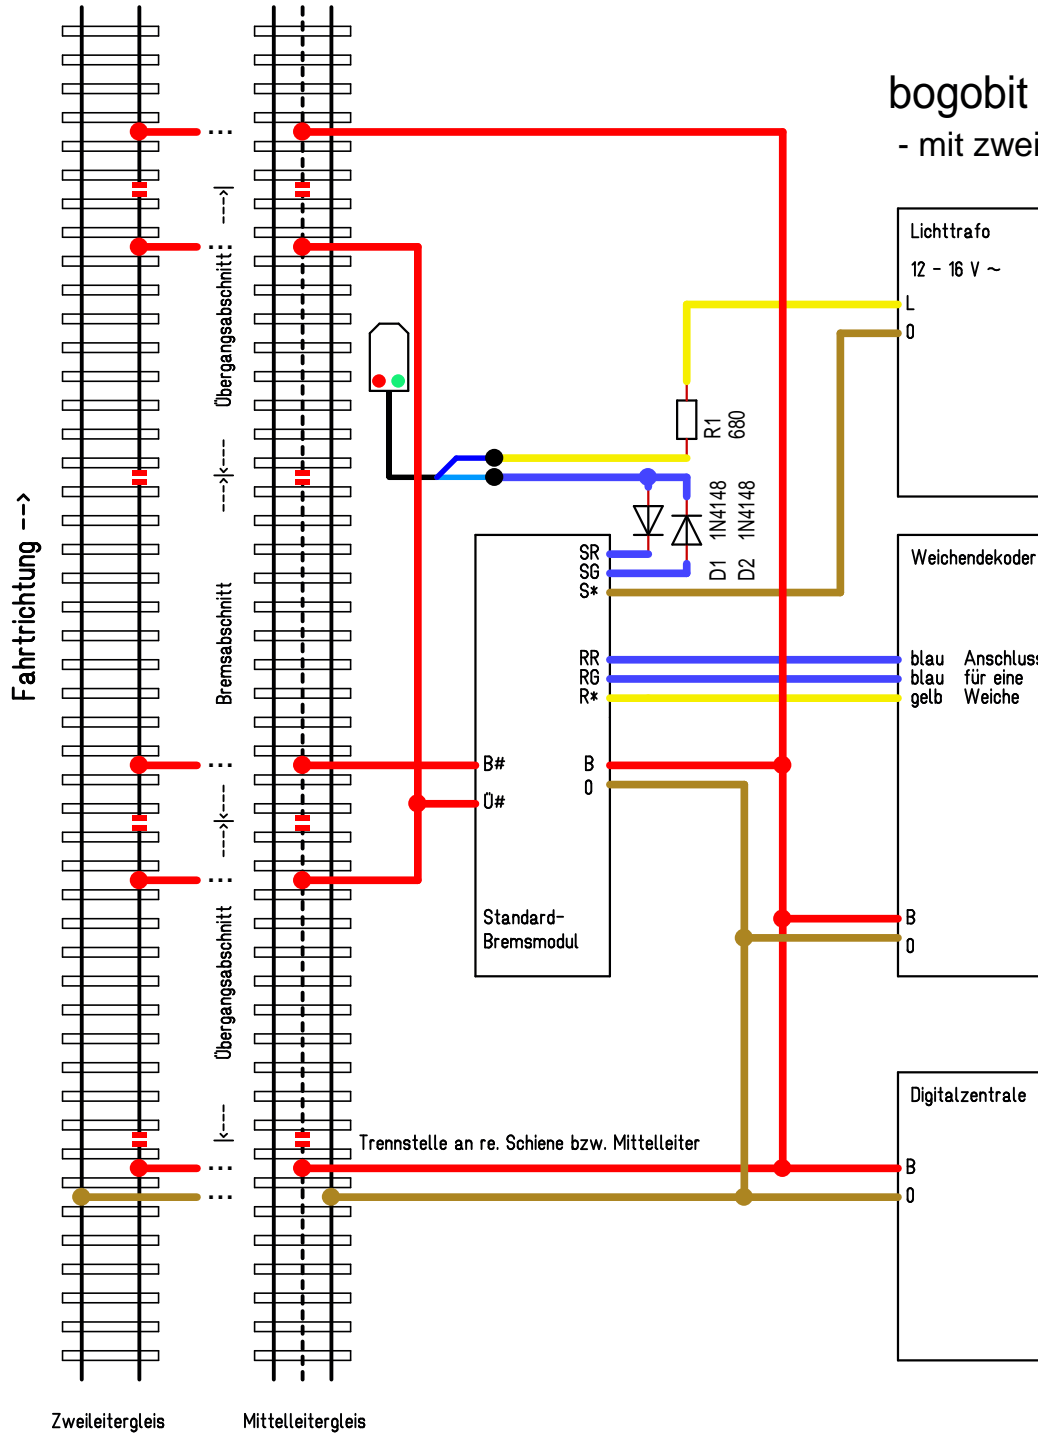 bogobit
- mit zwei
Lichttrafo
12 - 16 V ~
L
0
Übergangsabschnitt
R1
680
Fahrtrichtung -->
D1 1N4148
D2 1N4148
SR
SG
S*
Weichendekoder
Bremsabschnitt
RR
RG
R*
blau Anschluss
blau für eine
gelb Weiche
B#
Ü#
B
0
Standard-
Bremsmodul
B
0
Übergangsabschnitt
Digitalzentrale
Trennstelle an re. Schiene bzw. Mittelleiter
B
0
...
...
...
...
...
...
Zweileitergleis
Mittelleitergleis